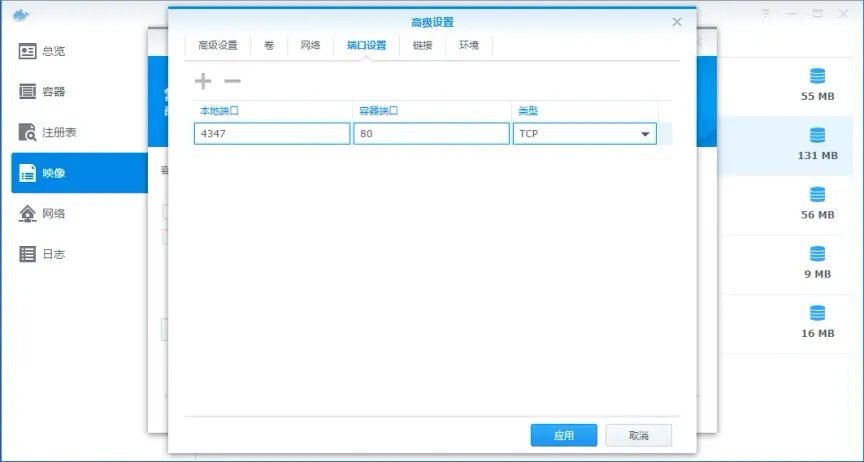 高级设置
总览
容器
注册表
映像
网络
日志
高级设置 卷 网络 端口设置 链接 环境
本地端口 容器端口 类型
4347 80 TCP
应用 取消
55 MB
131 MB
56 MB
9 MB
16 MB